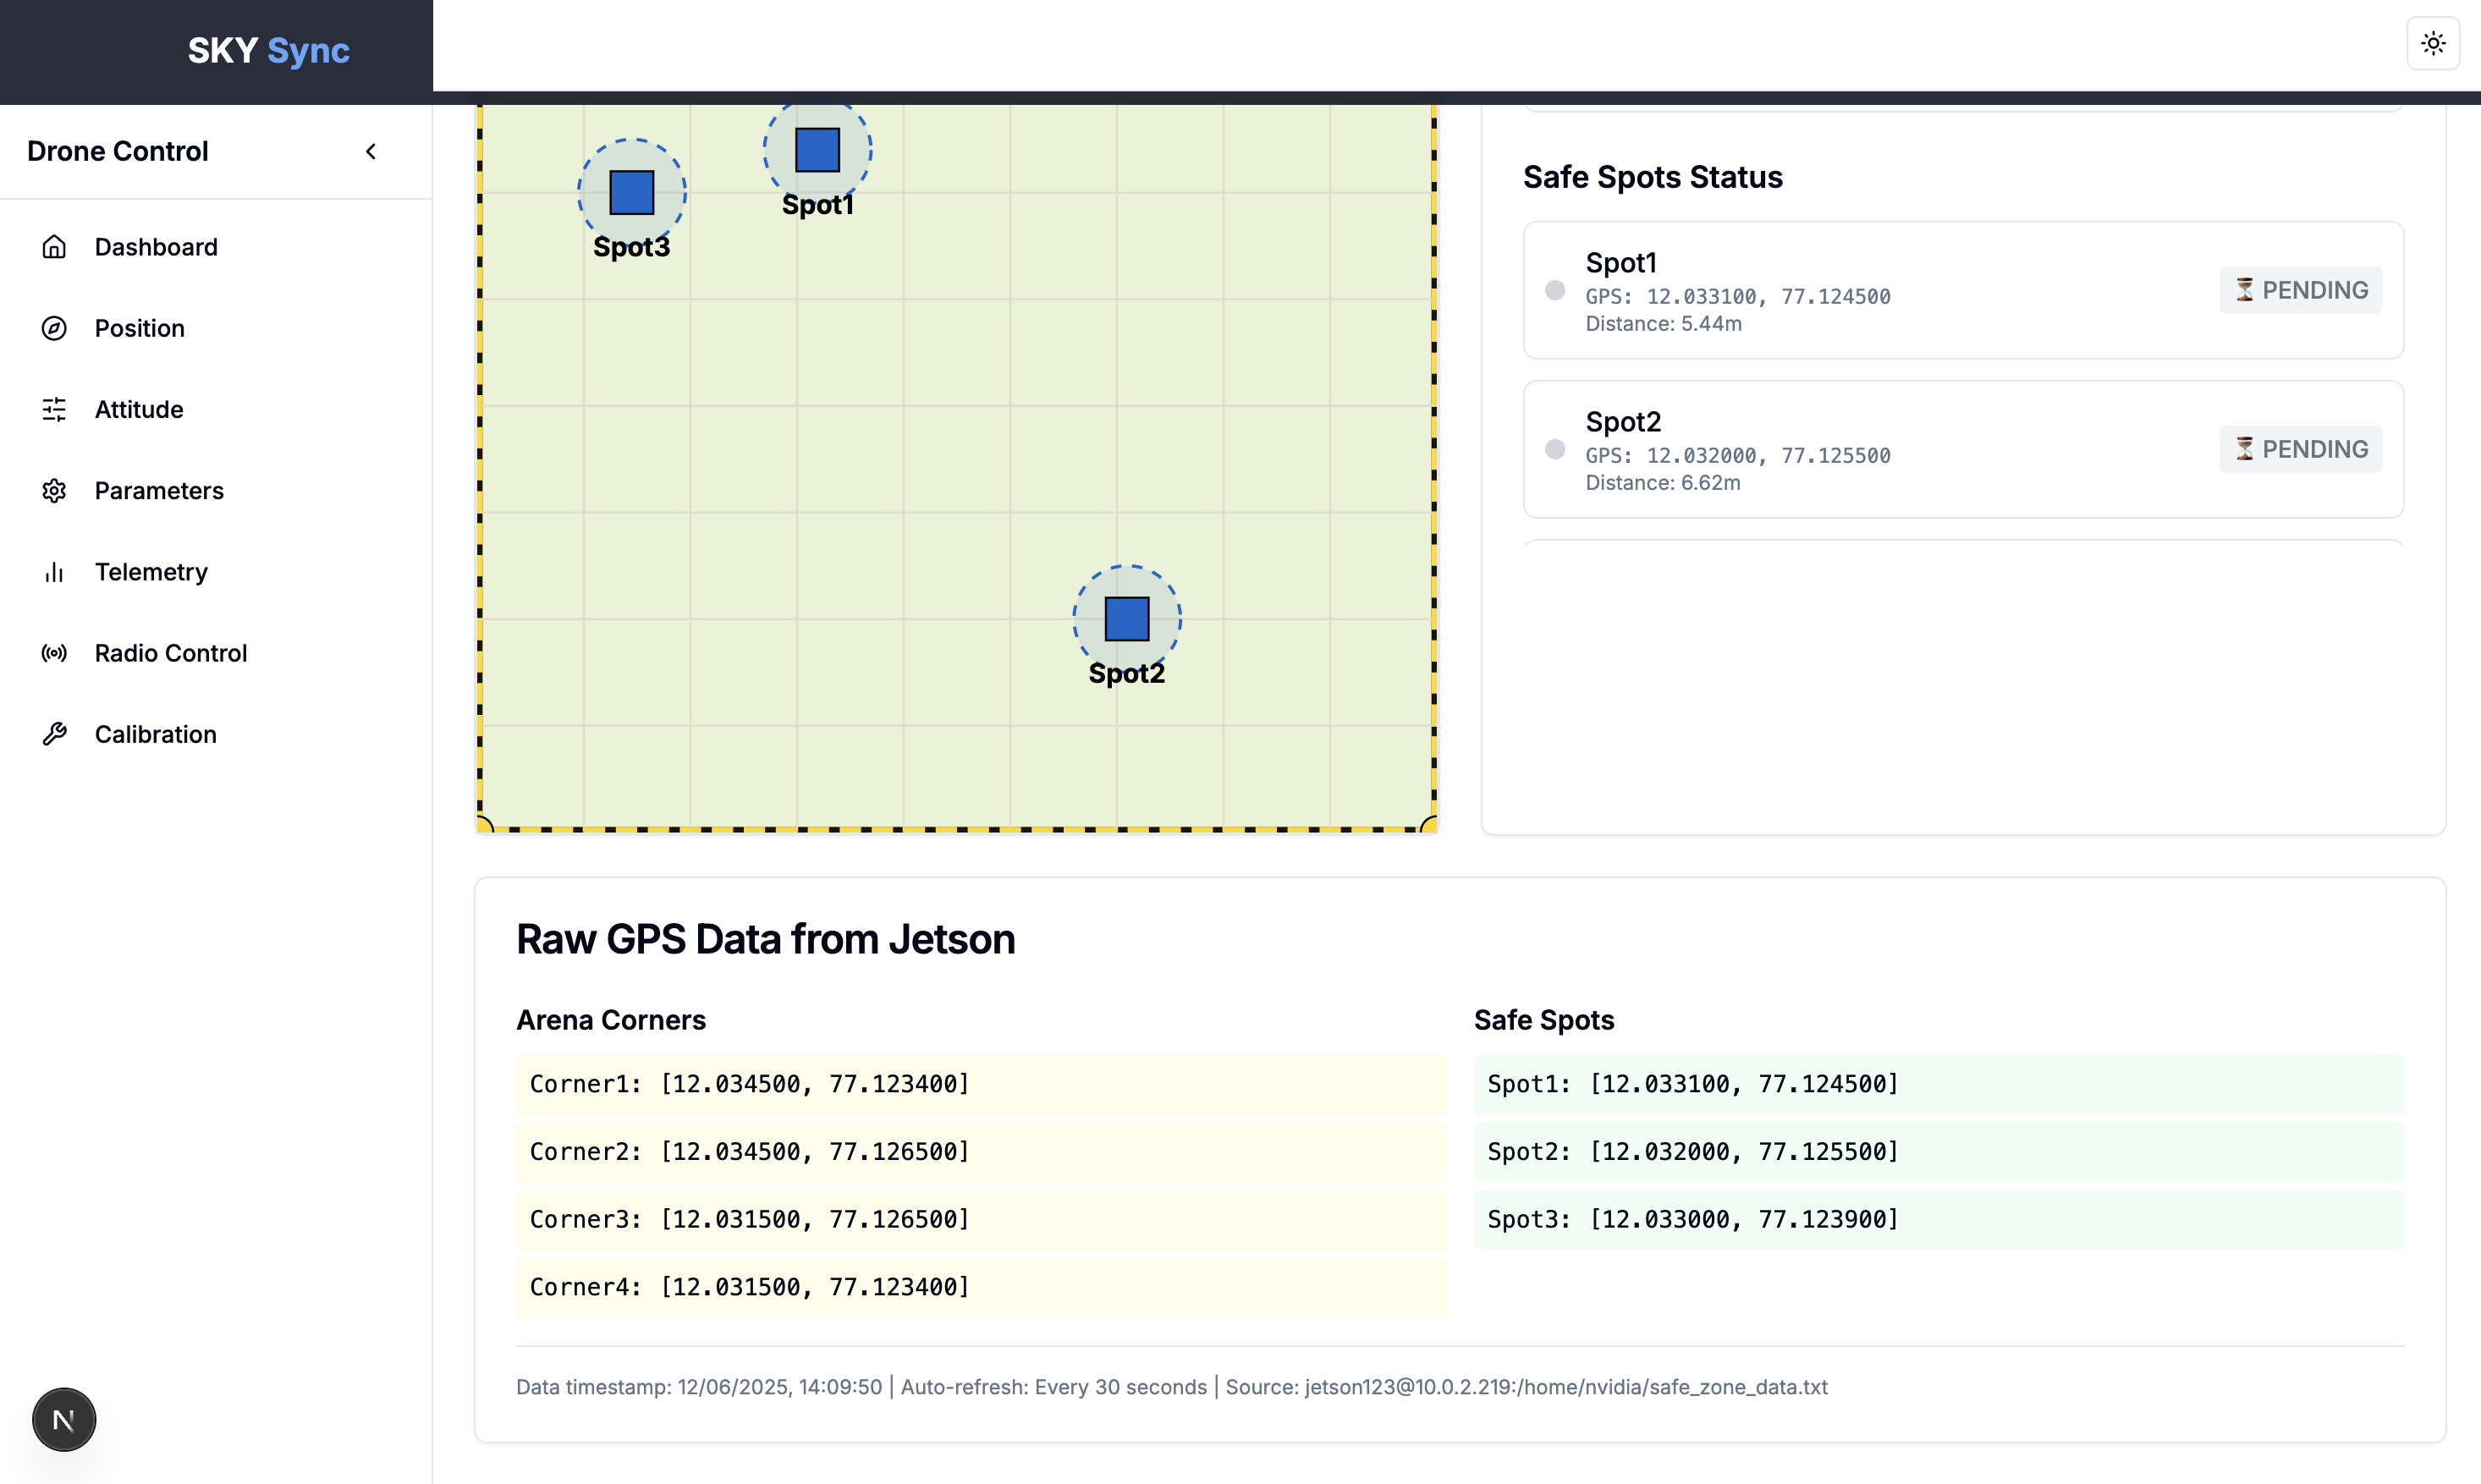 SKY Sync
Drone Control
Dashboard
Position
Attitude
Parameters
Telemetry
Radio Control
Calibration
Spot1
Spot3
Spot2
Safe Spots Status
Spot1
GPS: 12.033100, 77.124500
Distance: 5.44m
⏳ PENDING
Spot2
GPS: 12.032000, 77.125500
Distance: 6.62m
⏳ PENDING
Raw GPS Data from Jetson
Arena Corners
Corner1: [12.034500, 77.123400]
Corner2: [12.034500, 77.126500]
Corner3: [12.031500, 77.126500]
Corner4: [12.031500, 77.123400]
Safe Spots
Spot1: [12.033100, 77.124500]
Spot2: [12.032000, 77.125500]
Spot3: [12.033000, 77.123900]
Data timestamp: 12/06/2025, 14:09:50 | Auto-refresh: Every 30 seconds | Source: jetson123@10.0.2.219:/home/nvidia/safe_zone_data.txt
N